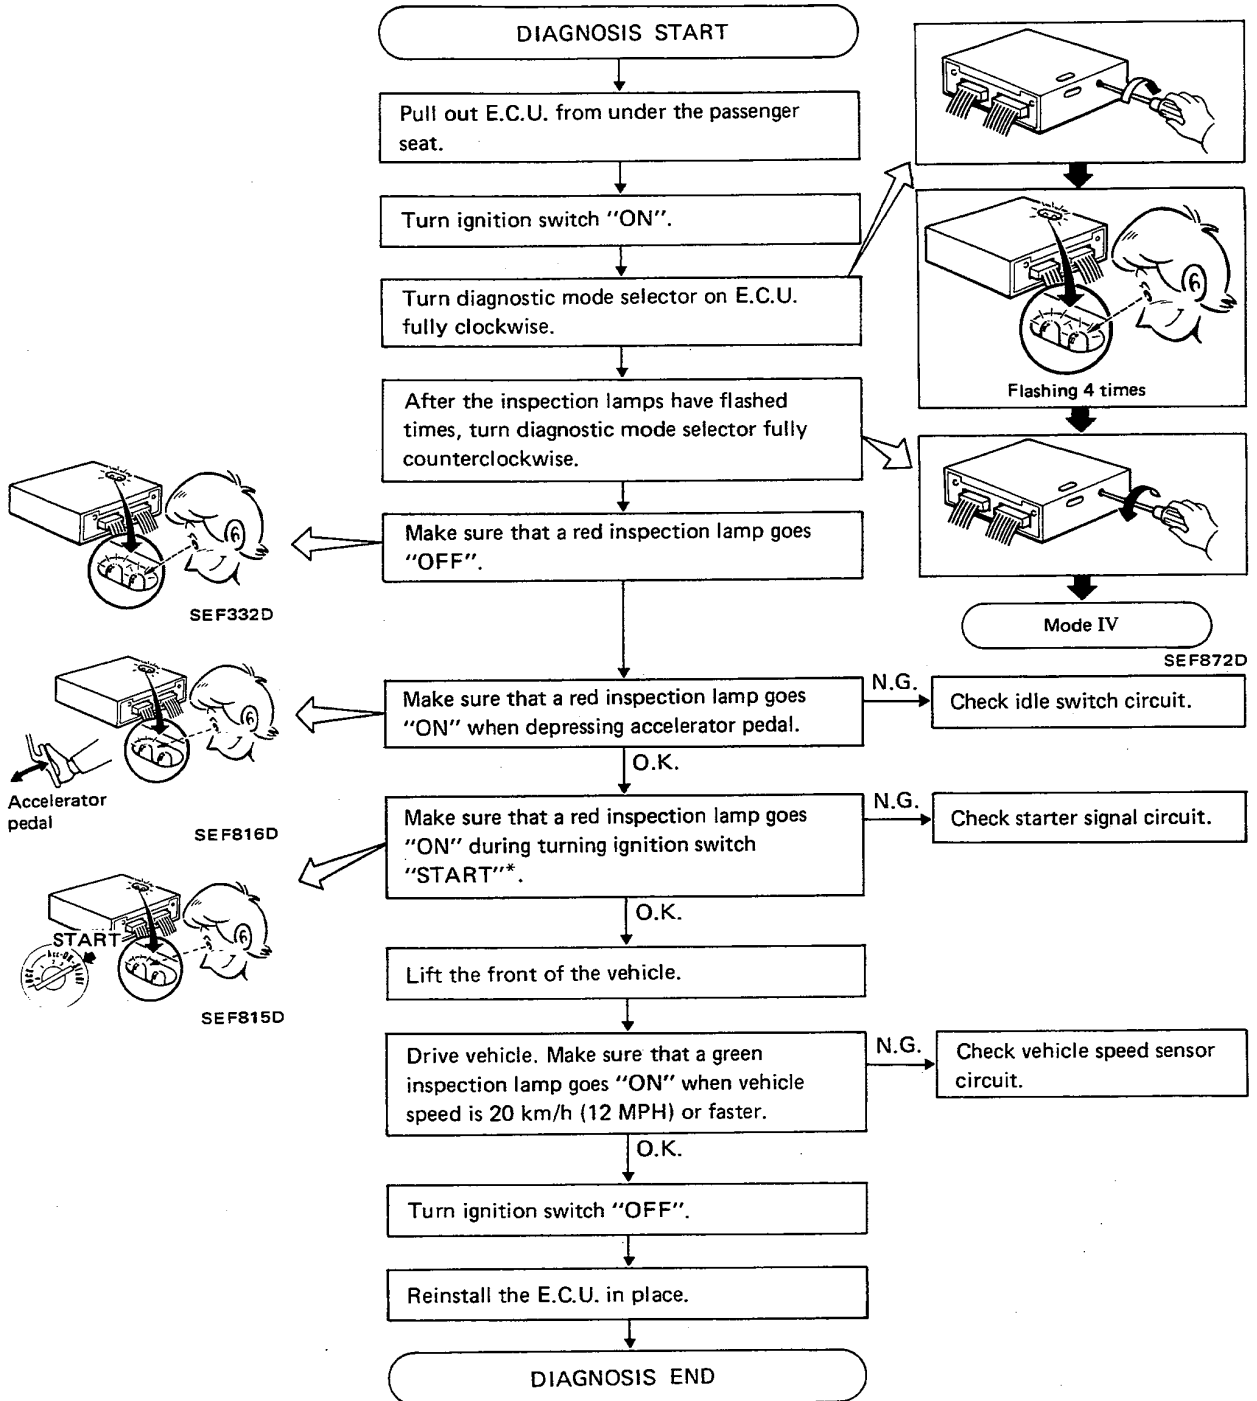 DIAGNOSIS START
Pull out E.C.U. from under the passenger
seat.
Turn ignition switch "ON".
Turn diagnostic mode selector on E.C.U.
fully clockwise.
Flashing 4 times
After the inspection lamps have flashed
times, turn diagnostic mode selector fully
counterclockwise.
Make sure that a red inspection lamp goes
"OFF".
SEF332D
Mode IV
SEF872D
Make sure that a red inspection lamp goes
"ON" when depressing accelerator pedal.
N.G.
Check idle switch circuit.
O.K.
Accelerator
pedal
SEF816D
Make sure that a red inspection lamp goes
"ON" during turning ignition switch
"START"*.
N.G.
Check starter signal circuit.
O.K.
START
SEF815D
Lift the front of the vehicle.
Drive vehicle. Make sure that a green
inspection lamp goes "ON" when vehicle
speed is 20 km/h (12 MPH) or faster.
N.G.
Check vehicle speed sensor
circuit.
O.K.
Turn ignition switch "OFF".
Reinstall the E.C.U. in place.
DIAGNOSIS END